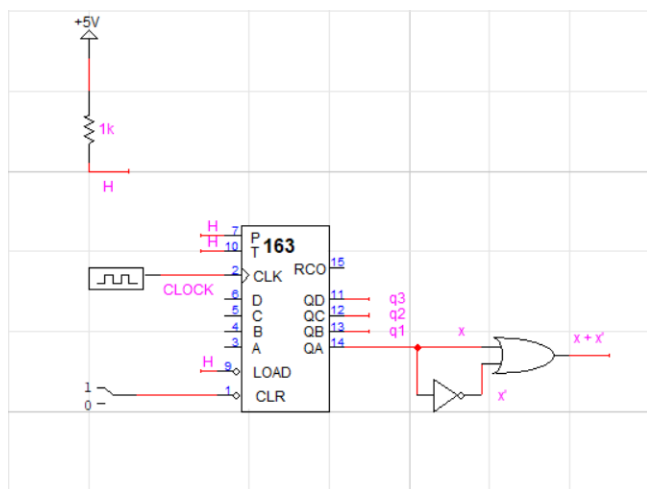 +5V
1k
H
H 7 P 163
H 10 T
RCO 15
2 CLK
CLOCK
6 D QD 11 q3
5 C QC 12 q2
4 B QB 13 q1
3 A QA 14 x
x + x'
H 9 LOAD
1
0
1 CLR
x'